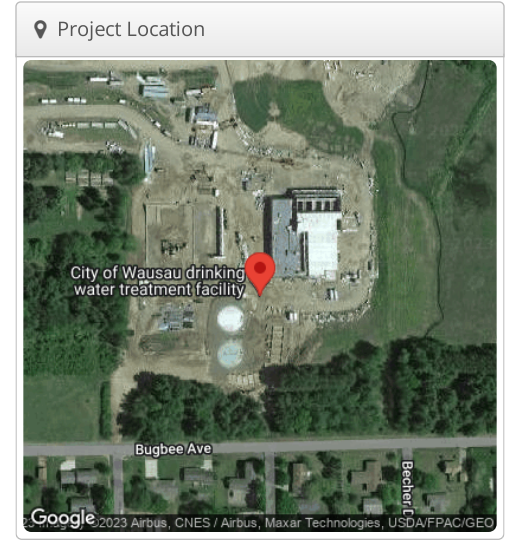 Project Location
City of Wausau drinking
water treatment facility
Bugbee Ave
Becher D
Google
©2023 Airbus, CNES / Airbus, Maxar Technologies, USDA/FPAC/GEO